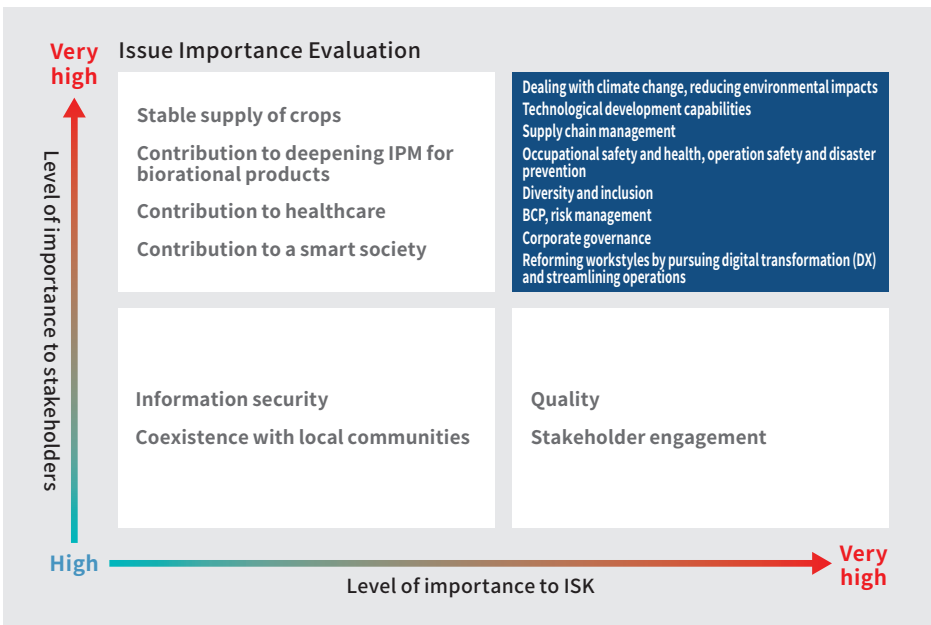 Issue Importance Evaluation
Very
high
Level of importance to stakeholders
Stable supply of crops
Contribution to deepening IPM for
biorational products
Contribution to healthcare
Contribution to a smart society
Dealing with climate change, reducing environmental impacts
Technological development capabilities
Supply chain management
Occupational safety and health, operation safety and disaster
prevention
Diversity and inclusion
BCP, risk management
Corporate governance
Reforming workstyles by pursuing digital transformation (DX)
and streamlining operations
Information security
Coexistence with local communities
Quality
Stakeholder engagement
High
Level of importance to ISK
Very
high